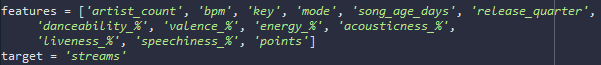 features = ['artist_count', 'bpm', 'key', 'mode', 'song_age_days', 'release_quarter',
'danceability_%', 'valence_%', 'energy_%', 'acousticness_%',
'liveness_%', 'speechiness_%', 'points']
target = 'streams'